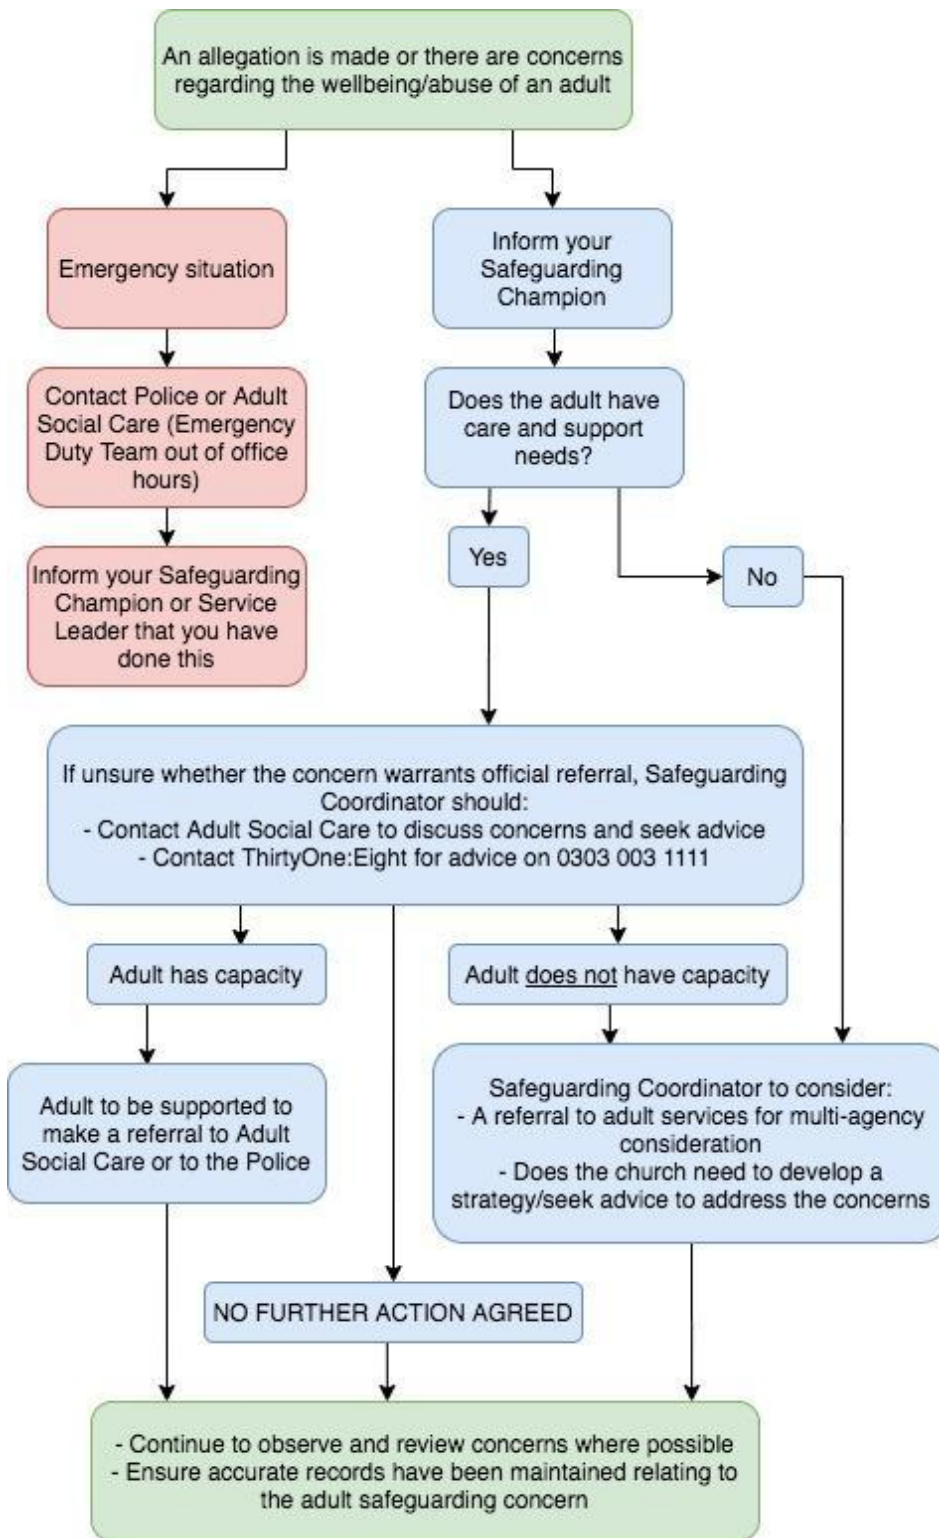 An allegation is made or there are concerns
regarding the wellbeing/abuse of an adult
Emergency situation
Inform your
Safeguarding
Champion
Contact Police or Adult
Social Care (Emergency
Duty Team out of office
hours)
Does the adult have
care and support
needs?
Inform your Safeguarding
Champion or Service
Leader that you have
done this
Yes
No
If unsure whether the concern warrants official referral, Safeguarding
Coordinator should:
- Contact Adult Social Care to discuss concerns and seek advice
- Contact ThirtyOne:Eight for advice on 0303 003 1111
Adult has capacity
Adult does not have capacity
Adult to be supported to
make a referral to Adult
Social Care or to the Police
Safeguarding Coordinator to consider:
- A referral to adult services for multi-agency
consideration
- Does the church need to develop a
strategy/seek advice to address the concerns
NO FURTHER ACTION AGREED
- Continue to observe and review concerns where possible
- Ensure accurate records have been maintained relating to
the adult safeguarding concern